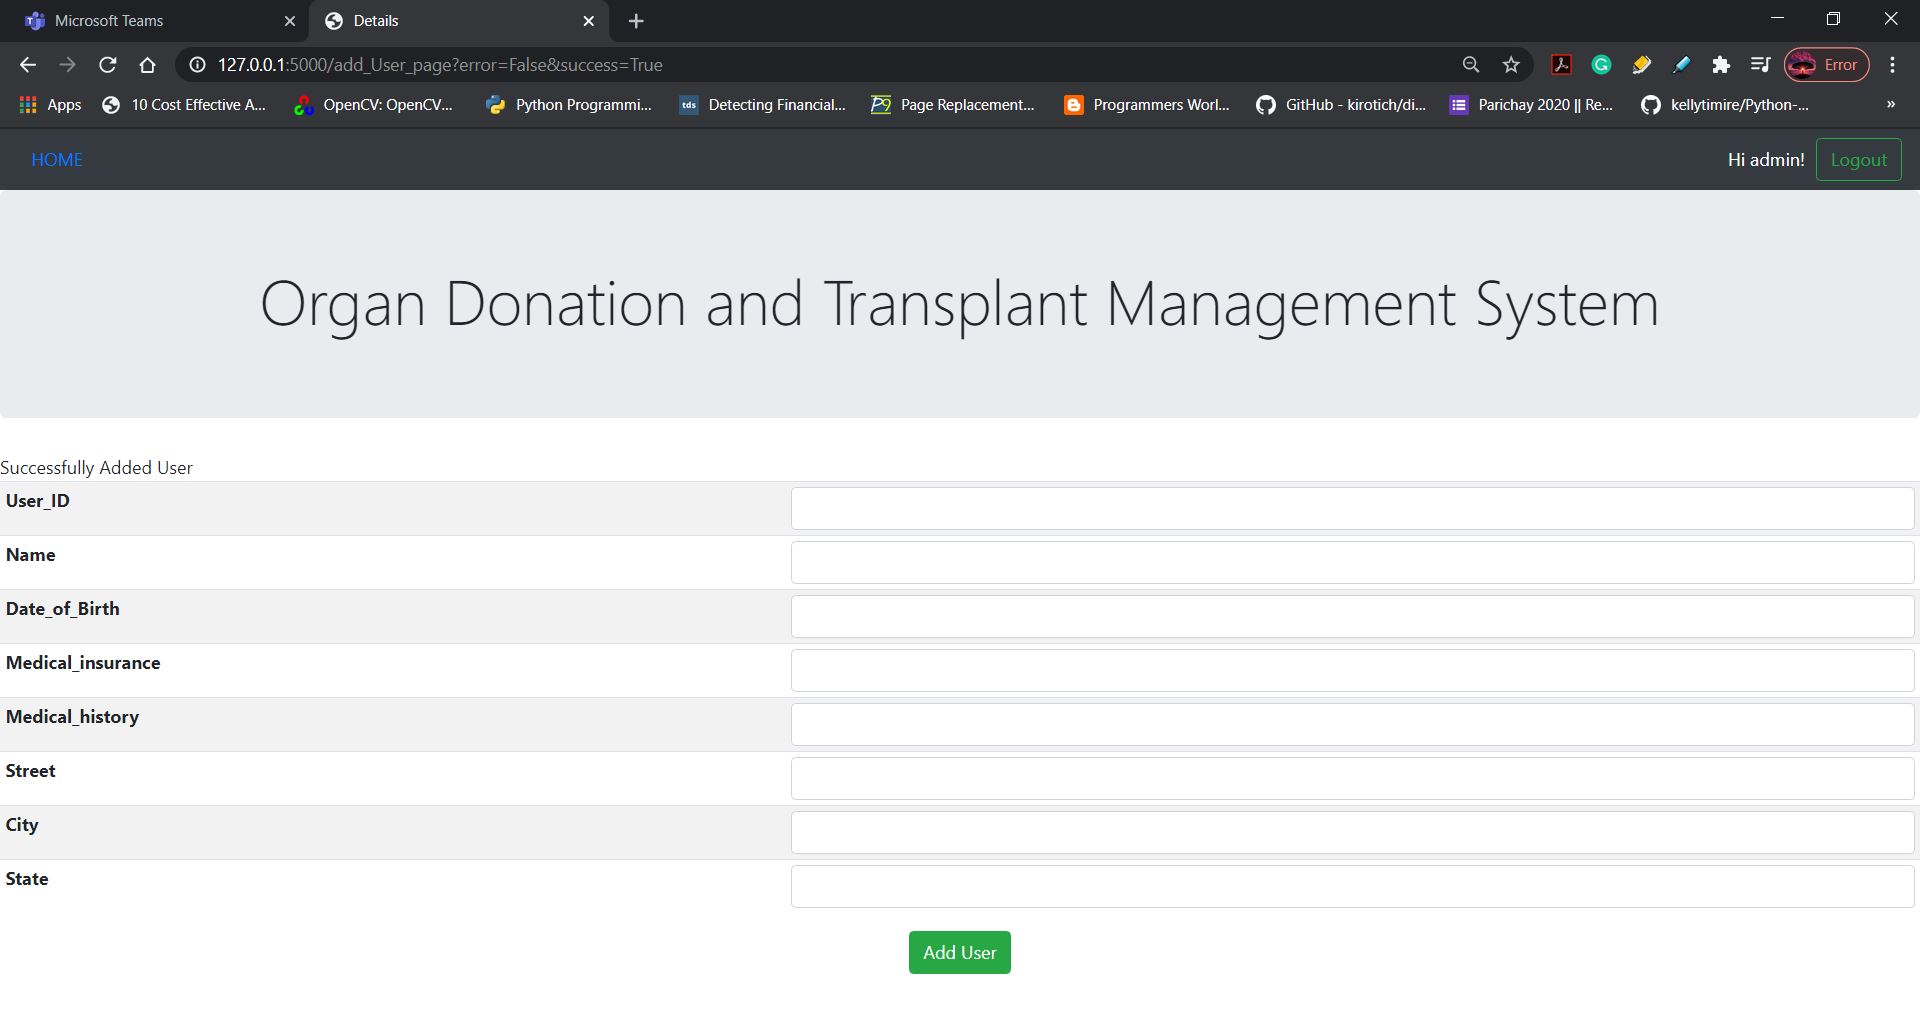 Microsoft Teams
Details
127.0.0.1:5000/add_User_page?error=False&success=True
Error
Apps
10 Cost Effective A...
OpenCV: OpenCV...
Python Programmi...
tds Detecting Financial...
P9 Page Replacement...
Programmers Worl...
GitHub - kirotich/di...
Parichay 2020 || Re...
kellytimire/Python-...
»
HOME
Hi admin!
Logout
Organ Donation and Transplant Management System
Successfully Added User
User_ID
Name
Date_of_Birth
Medical_insurance
Medical_history
Street
City
State
Add User